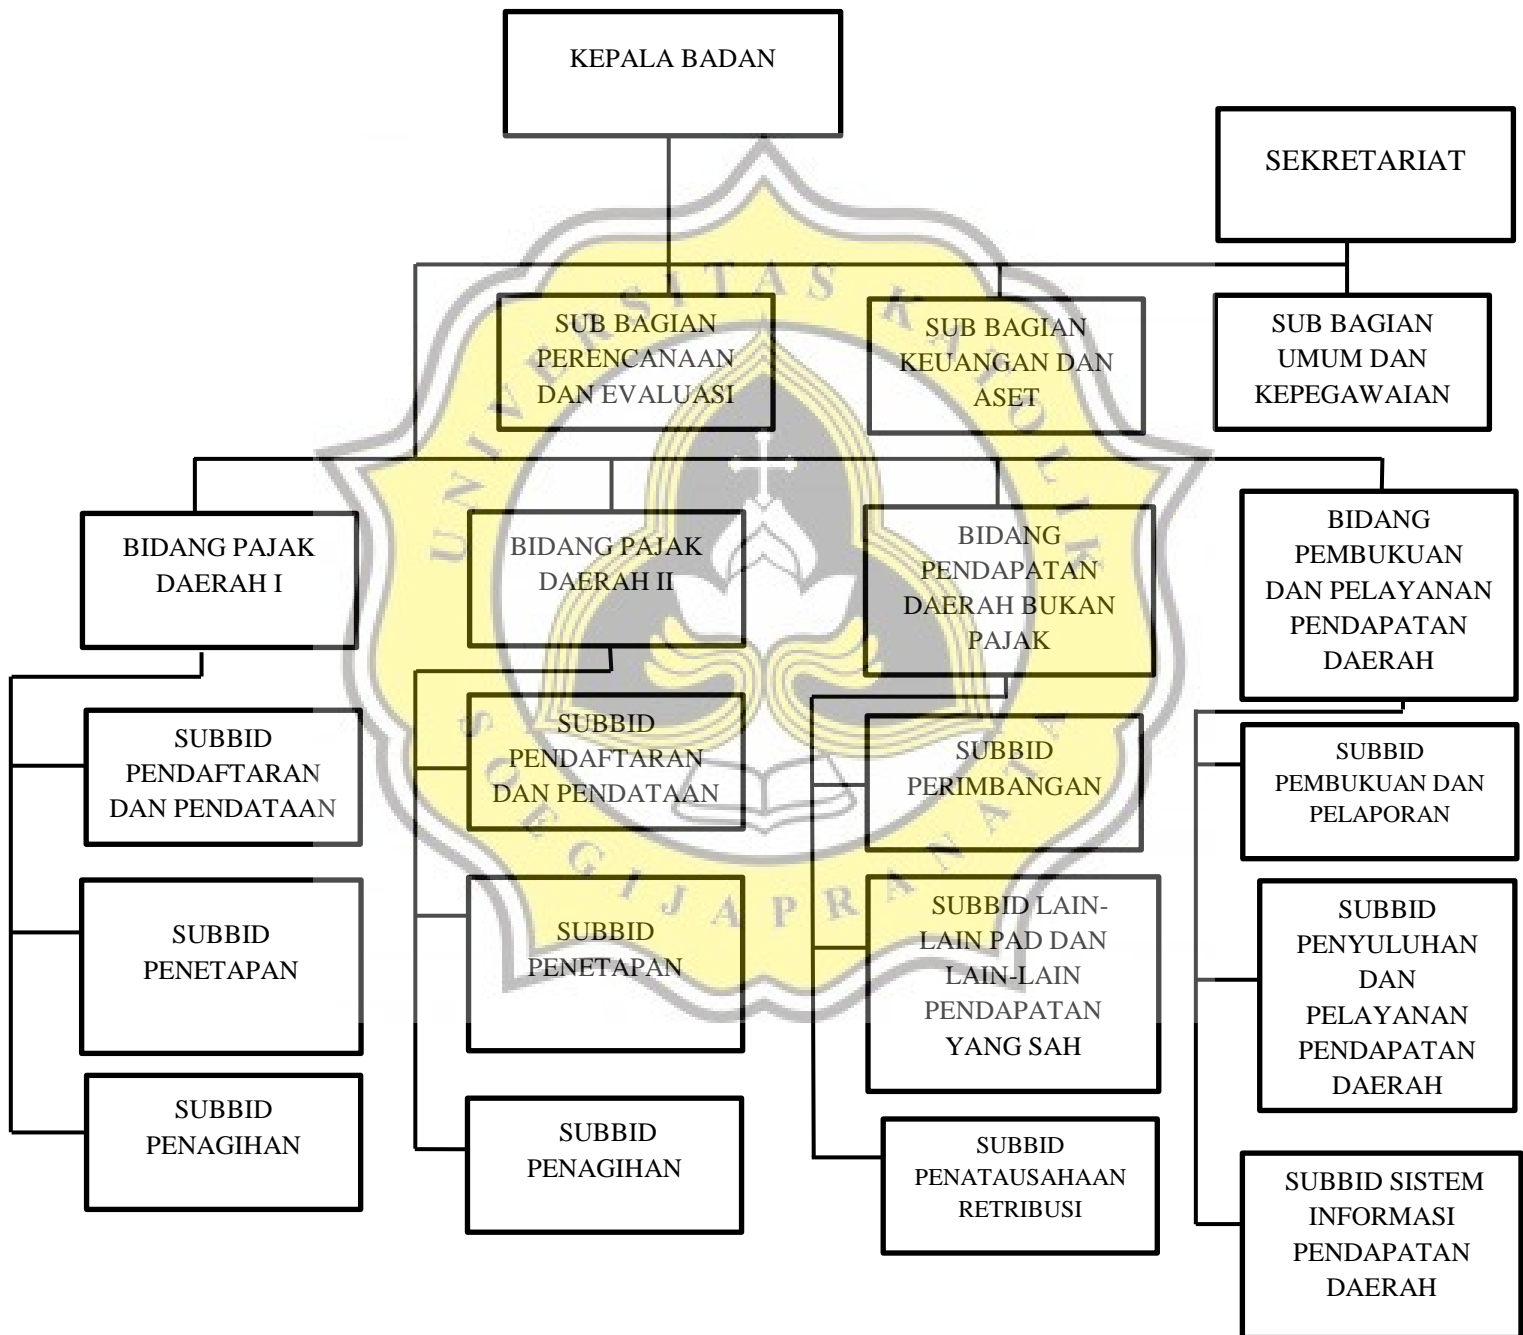 KEPALA BADAN
SEKRETARIAT
SUB BAGIAN
PERENCANAAN
DAN EVALUASI
SUB BAGIAN
KEUANGAN DAN
ASET
SUB BAGIAN
UMUM DAN
KEPEGAWAIAN
BIDANG PAJAK
DAERAH I
BIDANG PAJAK
DAERAH II
BIDANG
PENDAPATAN
DAERAH BUKAN
PAJAK
BIDANG
PEMBUKUAN
DAN PELAYANAN
PENDAPATAN
DAERAH
SUBBID
PENDAFTARAN
DAN PENDATAAN
SUBBID
PENDAFTARAN
DAN PENDATAAN
SUBBID
PERIMBANGAN
SUBBID
PEMBUKUAN DAN
PELAPORAN
SUBBID
PENETAPAN
SUBBID
PENETAPAN
SUBBID LAIN-
LAIN PAD DAN
LAIN-LAIN
PENDAPATAN
YANG SAH
SUBBID
PENYULUHAN
DAN
PELAYANAN
PENDAPATAN
DAERAH
SUBBID
PENAGIHAN
SUBBID
PENAGIHAN
SUBBID
PENATAUSAHAAN
RETRIBUSI
SUBBID SISTEM
INFORMASI
PENDAPATAN
DAERAH
UNIVERSITAS KATOLIK
SOEGIJAPRANATA